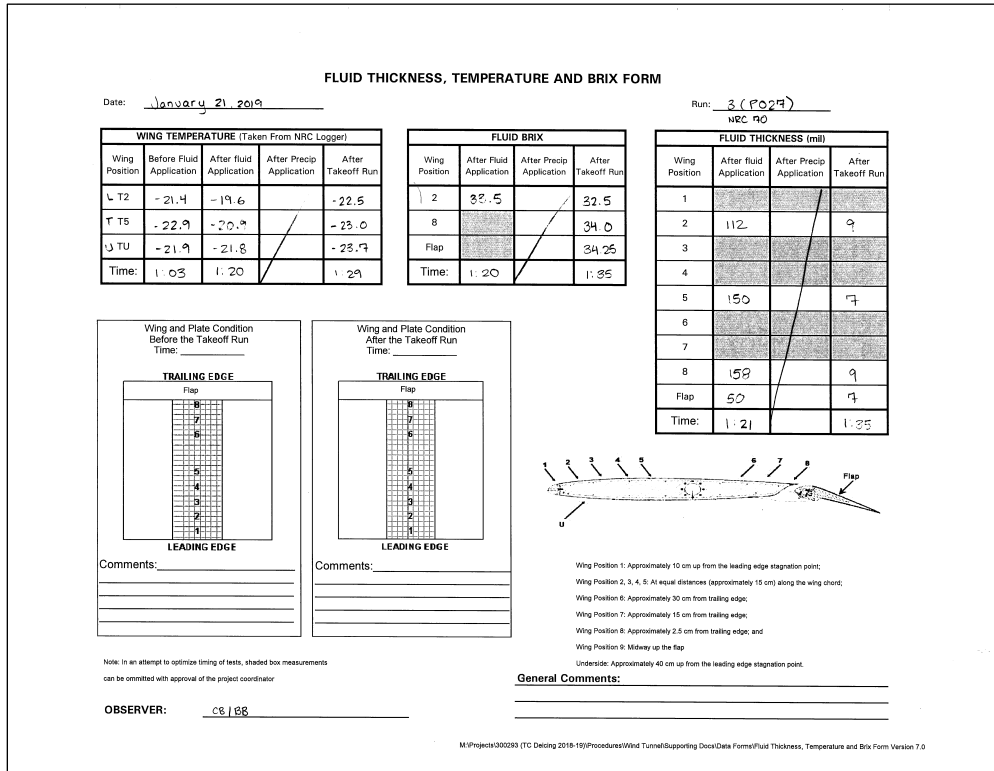 FLUID THICKNESS, TEMPERATURE AND BRIX FORM
Date: January 21, 2019
Run: 3 (P027)
NRC 70
WING TEMPERATURE (Taken From NRC Logger)
Wing Position Before Fluid Application After fluid Application After Precip Application After Takeoff Run
L T2 -21.4 -19.6 -22.5
T T5 -22.9 -20.9 -23.0
U TU -21.9 -21.8 -23.7
Time: 1:03 1:20 1:29
FLUID BRIX
Wing Position After Fluid Application After Precip Application After Takeoff Run
2 33.5 32.5
8 34.0
Flap 34.25
Time: 1:20 1:35
FLUID THICKNESS (mil)
Wing Position After fluid Application After Precip Application After Takeoff Run
1
2 112 9
3
4
5 150 7
6
7
8 158 9
Flap 50 7
Time: 1:21 1:35
Wing and Plate Condition
Before the Takeoff Run
Time:
TRAILING EDGE
Flap
8
7
6
5
4
3
2
1
LEADING EDGE
Comments:
Wing and Plate Condition
After the Takeoff Run
Time:
TRAILING EDGE
Flap
8
7
6
5
4
3
2
1
LEADING EDGE
Comments:
1 2 3 4 5 6 7 8 Flap
U
Wing Position 1: Approximately 10 cm up from the leading edge stagnation point;
Wing Position 2, 3, 4, 5: At equal distances (approximately 15 cm) along the wing chord;
Wing Position 6: Approximately 30 cm from trailing edge;
Wing Position 7: Approximately 15 cm from trailing edge;
Wing Position 8: Approximately 2.5 cm from trailing edge; and
Wing Position 9: Midway up the flap
Underside: Approximately 40 cm up from the leading edge stagnation point.
Note: In an attempt to optimize timing of tests, shaded box measurements
can be ommitted with approval of the project coordinator
General Comments:
OBSERVER: CB/BB
M:\Projects\300293 (TC Deicing 2018-19)\Procedures\Wind Tunnel\Supporting Docs\Data Forms\Fluid Thickness, Temperature and Brix Form Version 7.0